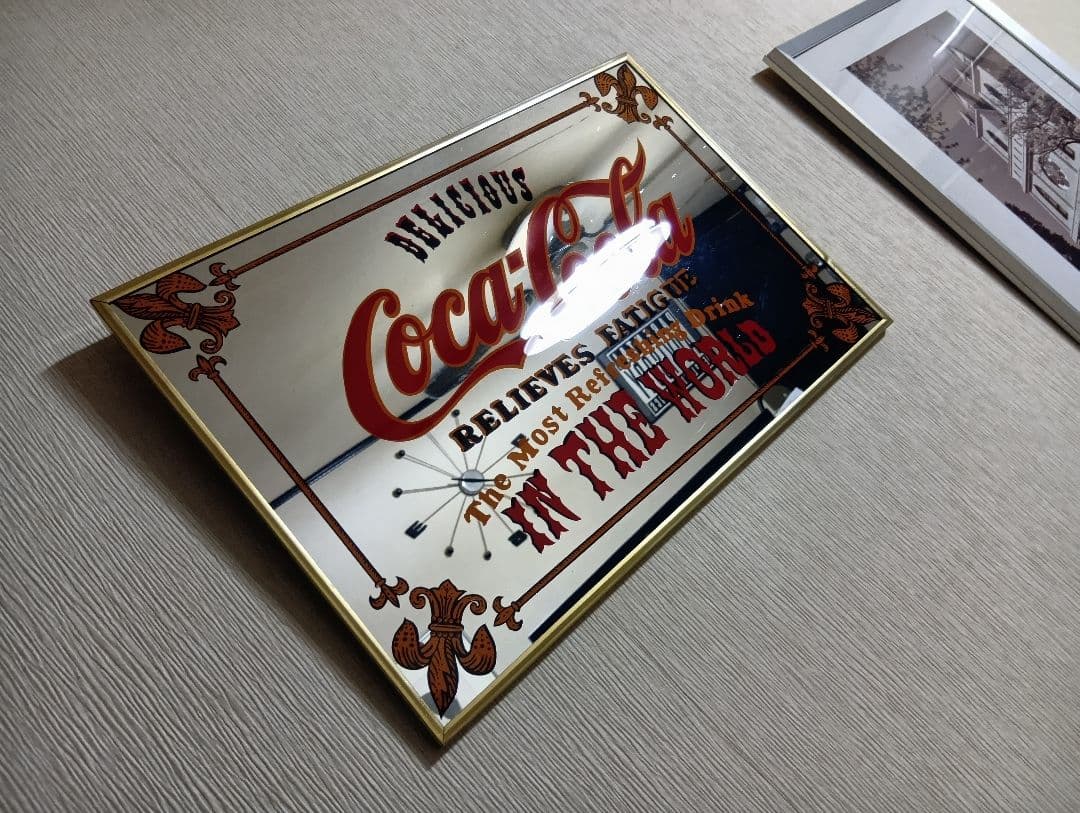 DELICIOUS
Coca-Cola
RELIEVES FATIGUE
The Most Refreshing Drink
IN THE WORLD